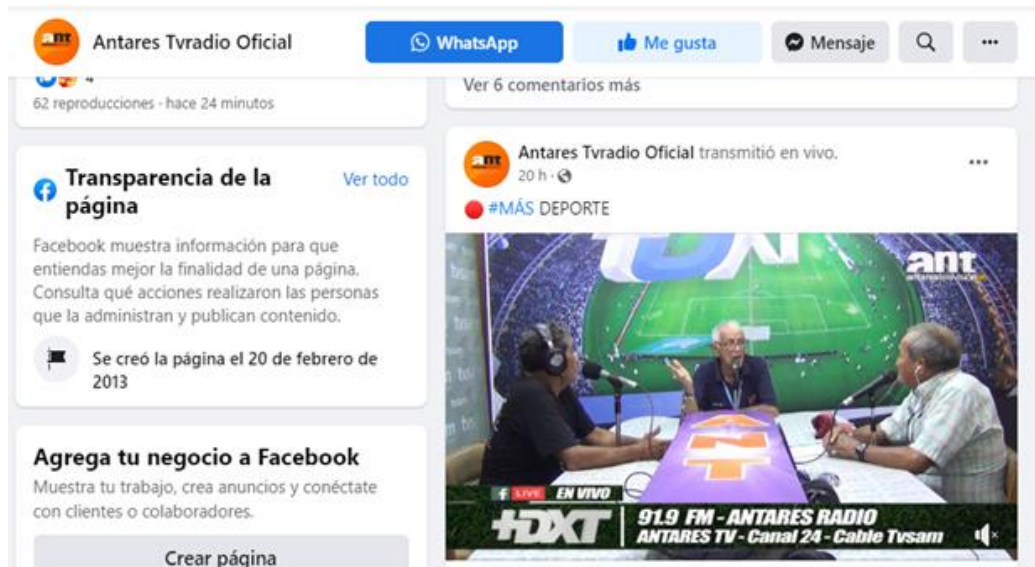 ant
Antares Tvradio Oficial
WhatsApp
Me gusta
Mensaje
4
62 reproducciones · hace 24 minutos
Transparencia de la
página
Ver todo
Facebook muestra información para que
entiendas mejor la finalidad de una página.
Consulta qué acciones realizaron las personas
que la administran y publican contenido.
Se creó la página el 20 de febrero de
2013
Agrega tu negocio a Facebook
Muestra tu trabajo, crea anuncios y conéctate
con clientes o colaboradores.
Crear página
Ver 6 comentarios más
ant
Antares Tvradio Oficial transmitió en vivo.
20 h ·
#MÁS DEPORTE
ant
ANT
f LIVE EN VIVO
+DXT
91.9 FM - ANTARES RADIO
ANTARES TV - Canal 24 - Cable Tvsam